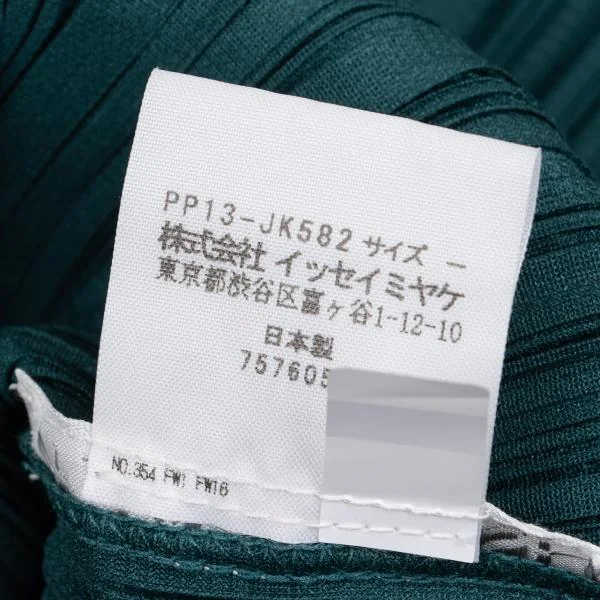 PP13-JK582 サイズ ー
株式会社 イッセイミヤケ
東京都渋谷区富ヶ谷1-12-10
日本製
757605
NO.354 FW1 FW16